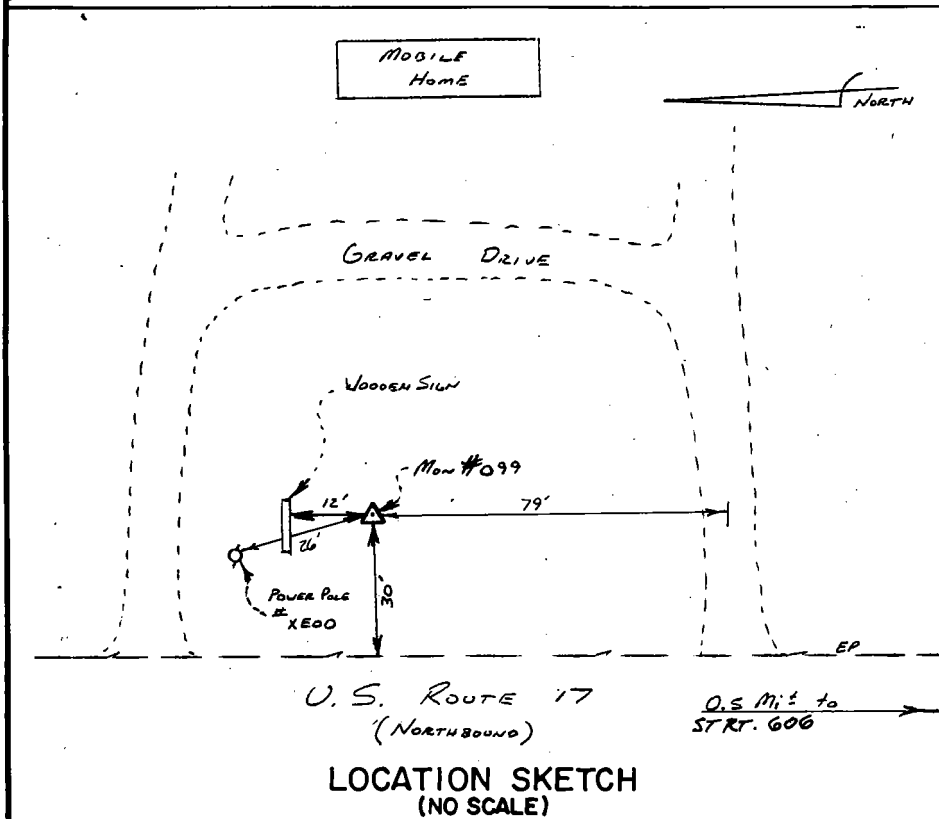 MOBILE
HOME
NORTH
GRAVEL DRIVE
WOODEN SIGN
MON #099
12'
79'
26'
30'
POWER POLE
# XE00
EP
U.S. ROUTE 17
(NORTHBOUND)
0.5 Mi ± to
ST RT. 606
LOCATION SKETCH
(NO SCALE)